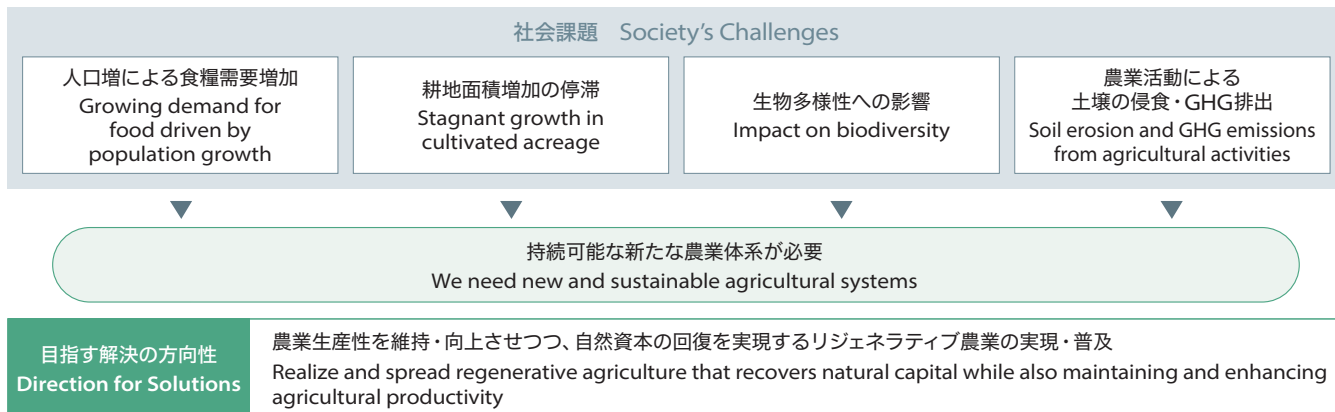 社会課題 Society's Challenges
人口増による食糧需要増加
Growing demand for
food driven by
population growth
耕地面積増加の停滞
Stagnant growth in
cultivated acreage
生物多様性への影響
Impact on biodiversity
農業活動による
土壌の侵食・GHG排出
Soil erosion and GHG emissions
from agricultural activities
持続可能な新たな農業体系が必要
We need new and sustainable agricultural systems
目指す解決の方向性
Direction for Solutions
農業生産性を維持・向上させつつ、自然資本の回復を実現するリジェネラティブ農業の実現・普及
Realize and spread regenerative agriculture that recovers natural capital while also maintaining and enhancing
agricultural productivity